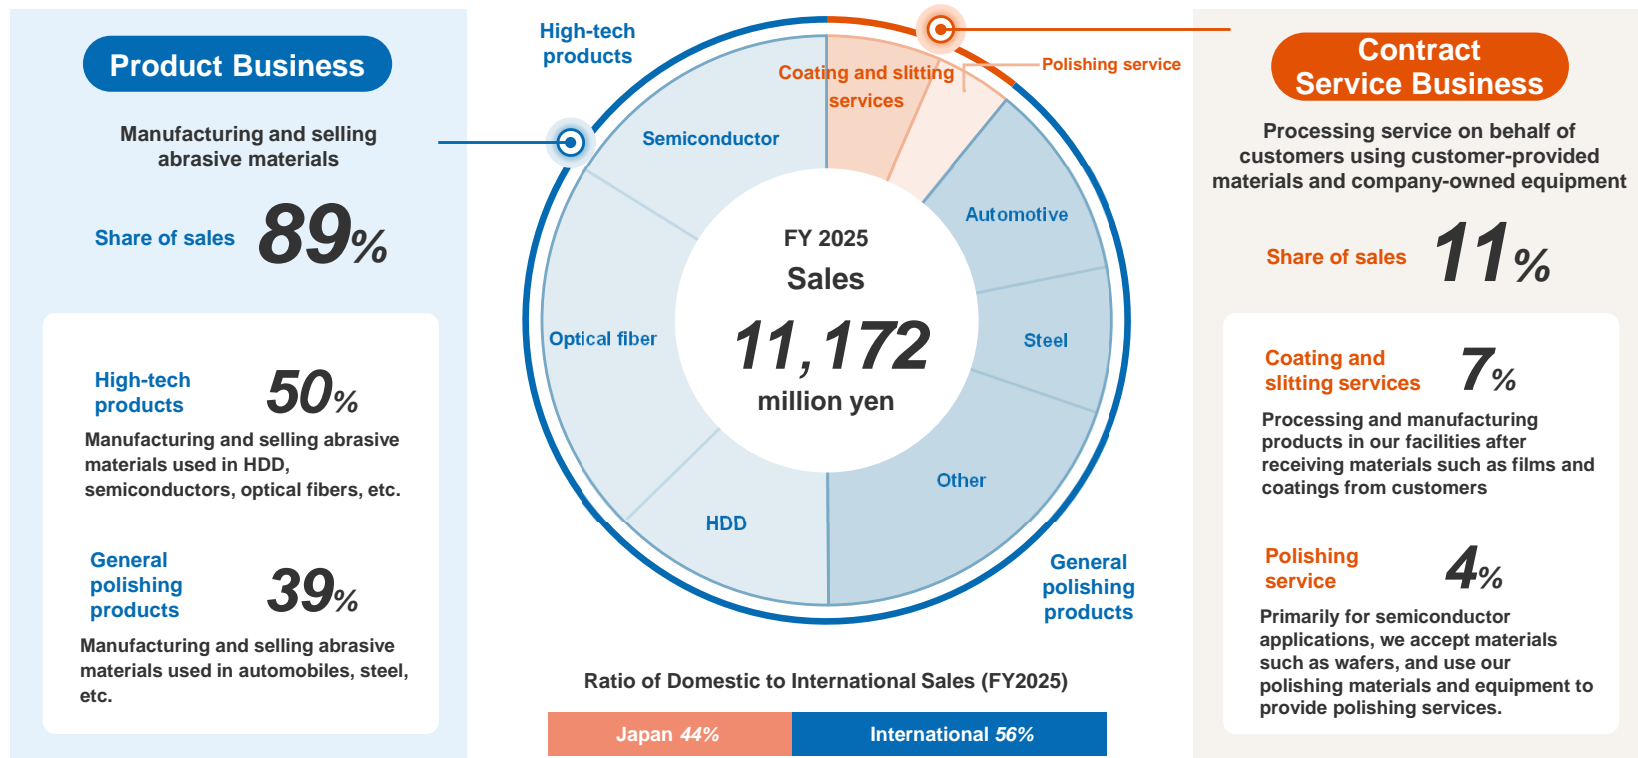 Product Business
Manufacturing and selling
abrasive materials
Share of sales 89%
High-tech
products
50%
Manufacturing and selling abrasive
materials used in HDD,
semiconductors, optical fibers, etc.
General
polishing
products
39%
Manufacturing and selling abrasive
materials used in automobiles, steel,
etc.
High-tech
products
Coating and slitting
services
Polishing service
Semiconductor
Automotive
Optical fiber
Steel
HDD
Other
FY 2025
Sales
11,172
million yen
General
polishing
products
Ratio of Domestic to International Sales (FY2025)
Japan 44%
International 56%
Contract
Service Business
Processing service on behalf of
customers using customer-provided
materials and company-owned equipment
Share of sales 11%
Coating and
slitting services
7%
Processing and manufacturing
products in our facilities after
receiving materials such as films and
coatings from customers
Polishing
service
4%
Primarily for semiconductor
applications, we accept materials
such as wafers, and use our
polishing materials and equipment to
provide polishing services.